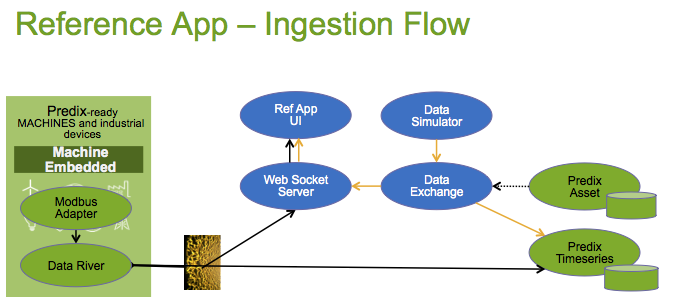 Reference App – Ingestion Flow
Predix-ready
MACHINES and industrial
devices
Machine
Embedded
Modbus
Adapter
Data River
Ref App
UI
Data
Simulator
Web Socket
Server
Data
Exchange
Predix
Asset
Predix
Timeseries